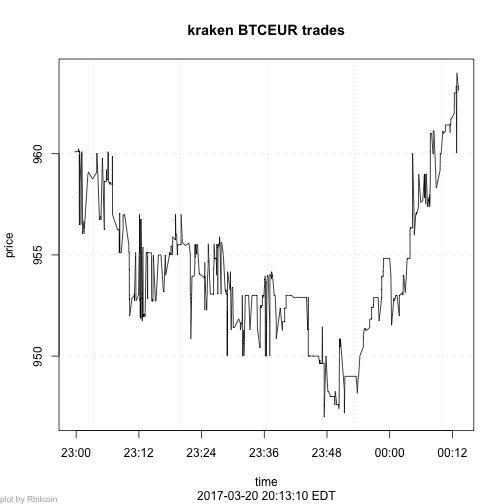 kraken BTCEUR trades
price
960
955
950
23:00 23:12 23:24 23:36 23:48 00:00 00:12
time
2017-03-20 20:13:10 EDT
plot by Rbitcoin